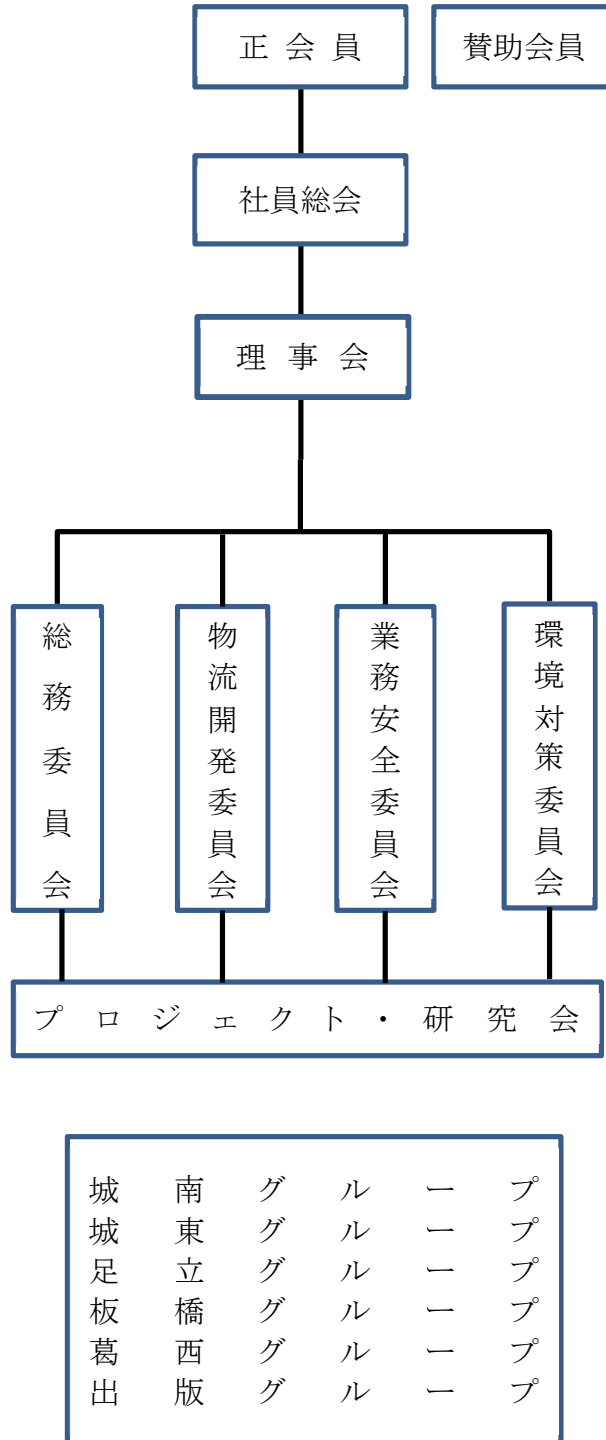 正会員
賛助会員
社員総会
理事会
総務委員会
物流開発委員会
業務安全委員会
環境対策委員会
プロジェクト・研究会
城南グループ
城東グループ
足立グループ
板橋グループ
葛西グループ
出版グループ